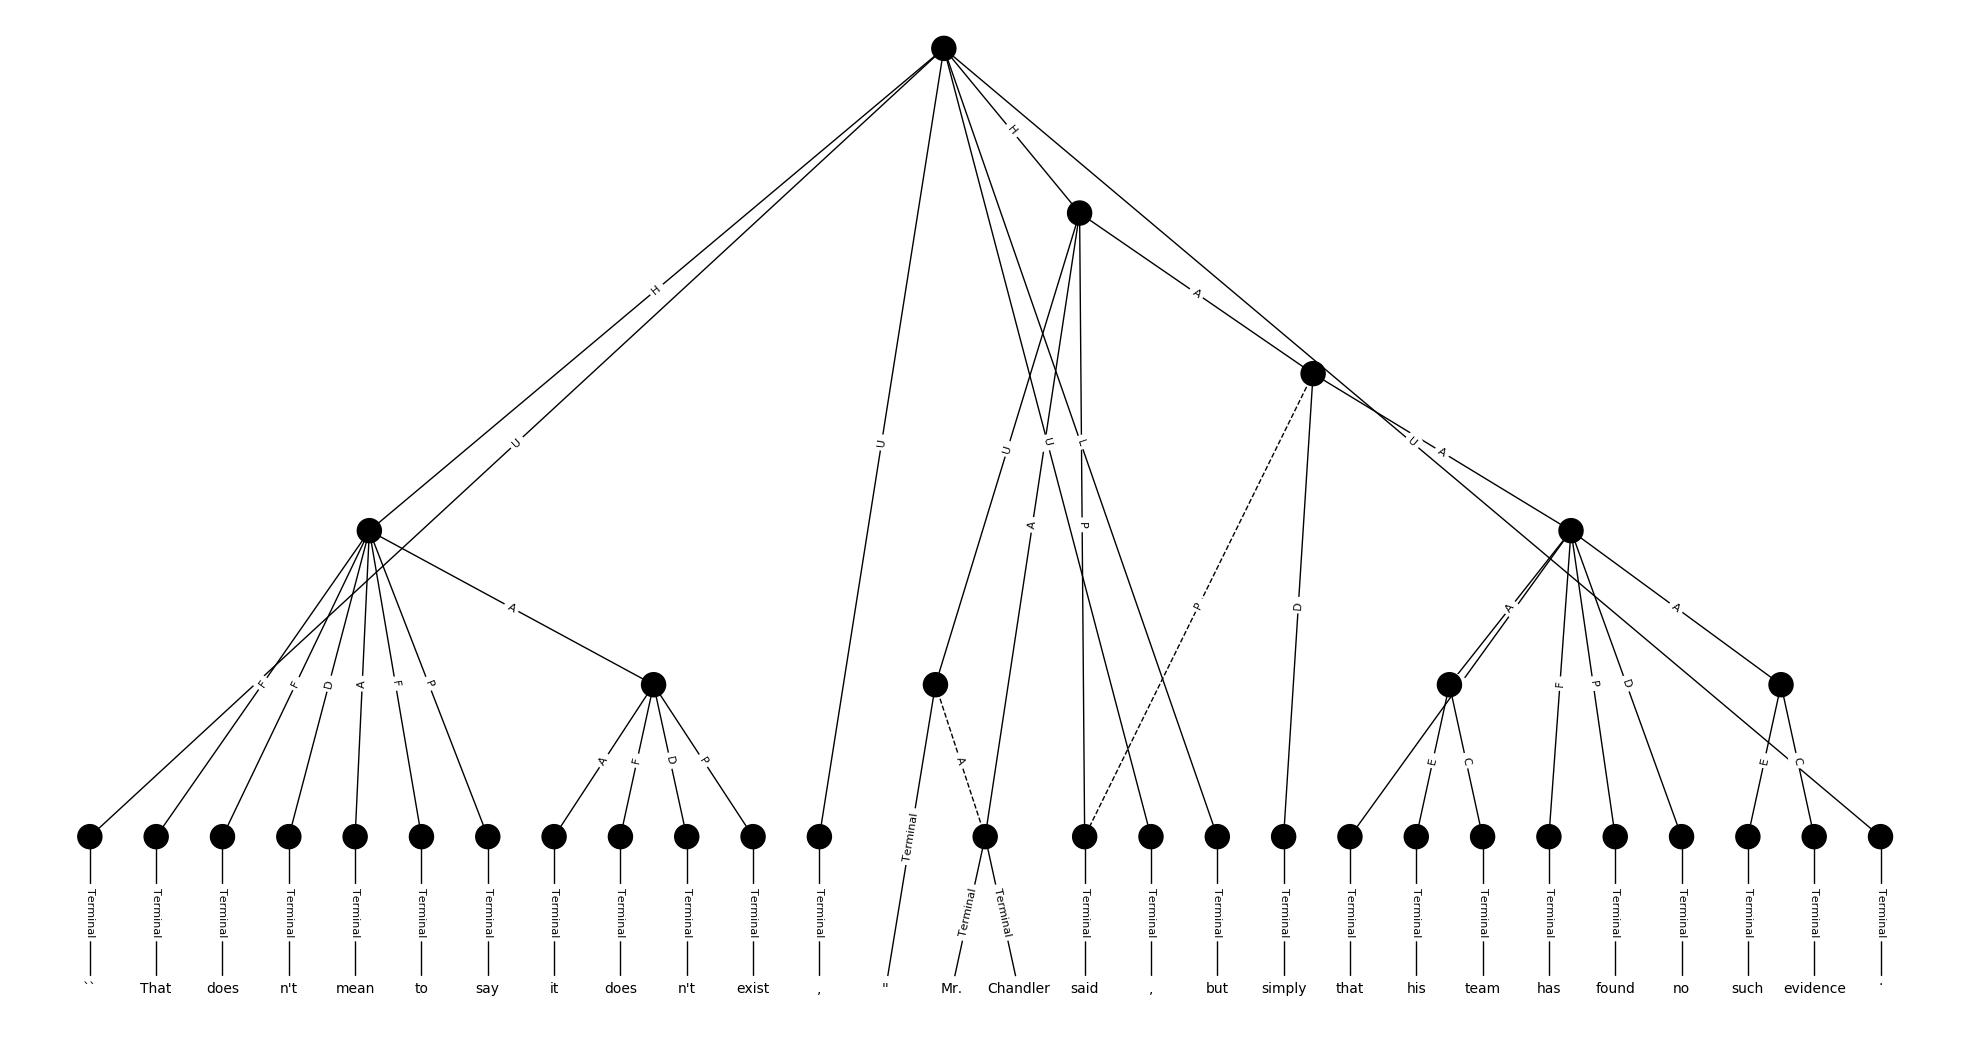 H
H
A
U
U
U
L
U
A
U
A
P
A
P
D
A
A
F
F
D
A
F
P
F
P
D
A
F
D
P
A
E
C
E
C
Terminal
Terminal Terminal Terminal Terminal Terminal Terminal Terminal Terminal Terminal Terminal Terminal Terminal Terminal Terminal Terminal Terminal Terminal Terminal Terminal Terminal Terminal Terminal Terminal Terminal Terminal Terminal Terminal
`` That does n't mean to say it does n't exist , " Mr. Chandler said , but simply that his team has found no such evidence .